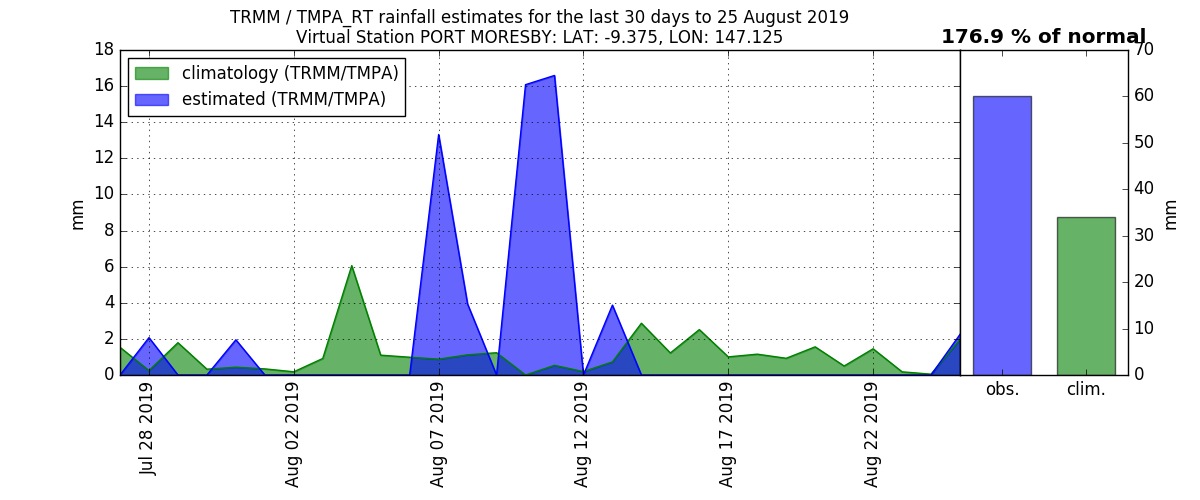 TRMM / TMPA_RT rainfall estimates for the last 30 days to 25 August 2019
Virtual Station PORT MORESBY: LAT: -9.375, LON: 147.125
176.9 % of normal
climatology (TRMM/TMPA)
estimated (TRMM/TMPA)
18
16
14
12
10
8
6
4
2
0
mm
Jul 28 2019
Aug 02 2019
Aug 07 2019
Aug 12 2019
Aug 17 2019
Aug 22 2019
obs.
clim.
70
60
50
40
30
20
10
0
mm